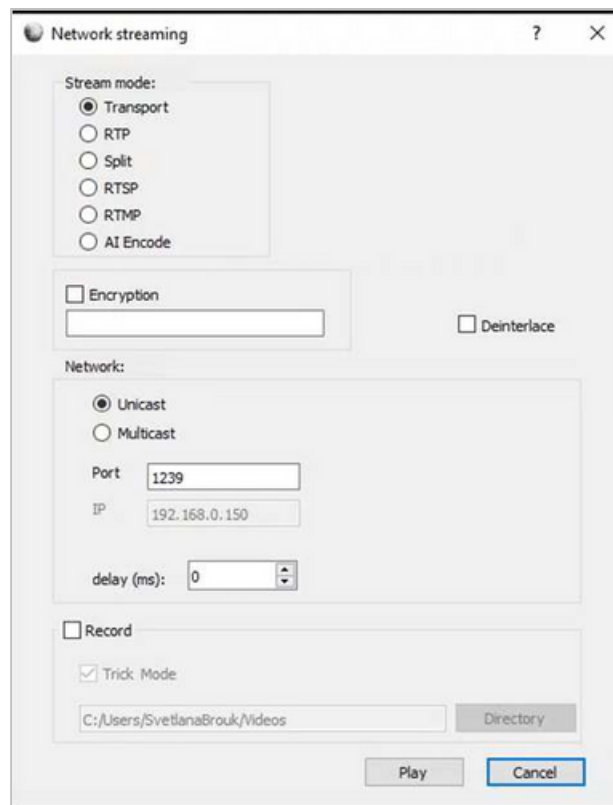 Network streaming
Stream mode:
Transport
RTP
Split
RTSP
RTMP
AI Encode
Encryption
Deinterlace
Network:
Unicast
Multicast
Port 1239
IP 192.168.0.150
delay (ms): 0
Record
Trick Mode
C:/Users/SvetlanaBrouk/Videos Directory
Play Cancel